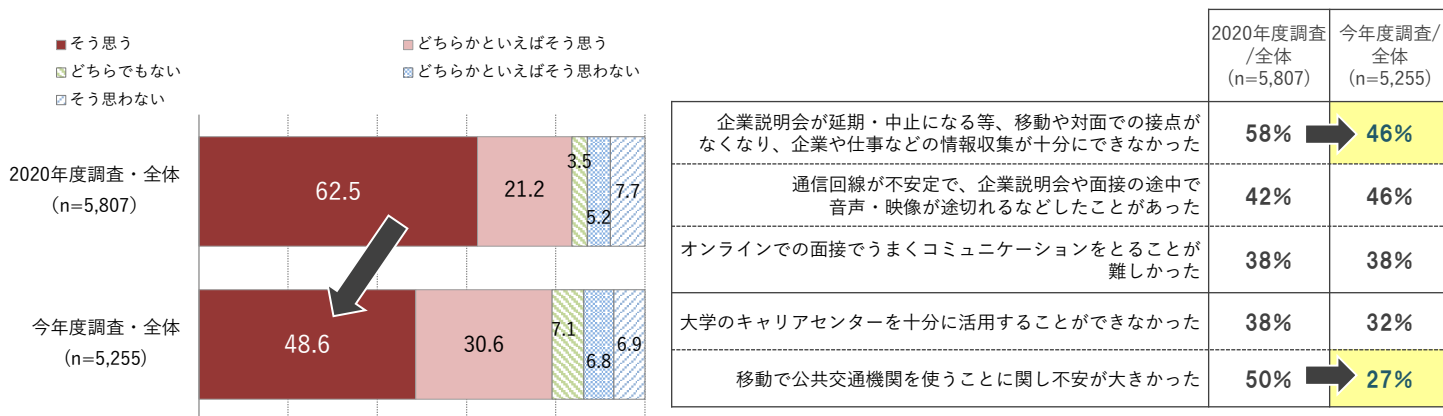 そう思う
どちらかといえばそう思う
どちらでもない
どちらかといえばそう思わない
そう思わない
2020年度調査・全体
(n=5,807)
62.5
21.2
3.5
5.2
7.7
今年度調査・全体
(n=5,255)
48.6
30.6
7.1
6.8
6.9
2020年度調査
/全体
(n=5,807)
今年度調査/
全体
(n=5,255)
企業説明会が延期・中止になる等、移動や対面での接点が
なくなり、企業や仕事などの情報収集が十分にできなかった
58%
46%
通信回線が不安定で、企業説明会や面接の途中で
音声・映像が途切れるなどしたことがあった
42%
46%
オンラインでの面接でうまくコミュニケーションをとることが
難しかった
38%
38%
大学のキャリアセンターを十分に活用することができなかった
38%
32%
移動で公共交通機関を使うことに関し不安が大きかった
50%
27%